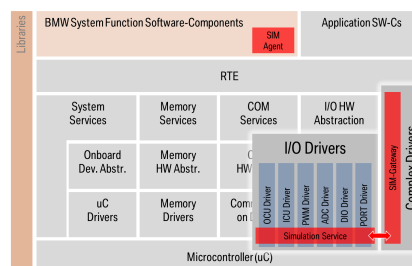 Libraries
BMW System Function Software-Components
SIM
Agent
Application SW-Cs
RTE
System
Services
Memory
Services
COM
Services
I/O HW
Abstraction
Onboard
Dev. Abstr.
Memory
HW Abstr.
HW
uC
Drivers
Memory
Drivers
I/O Drivers
OCU Driver
ICU Driver
PWM Driver
ADC Driver
DIO Driver
PORT Driver
Simulation Service
SIM-Gateway
Complex Drivers
Microcontroller (uC)